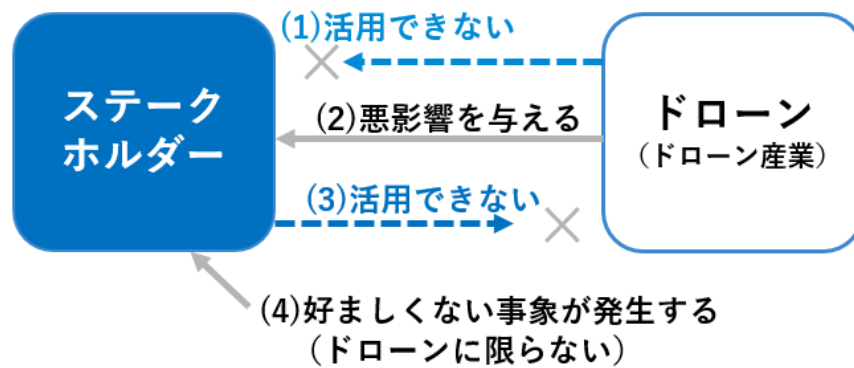 (1)活用できない
ステーク
ホルダー
ドローン
（ドローン産業）
(2)悪影響を与える
(3)活用できない
(4)好ましくない事象が発生する
（ドローンに限らない）